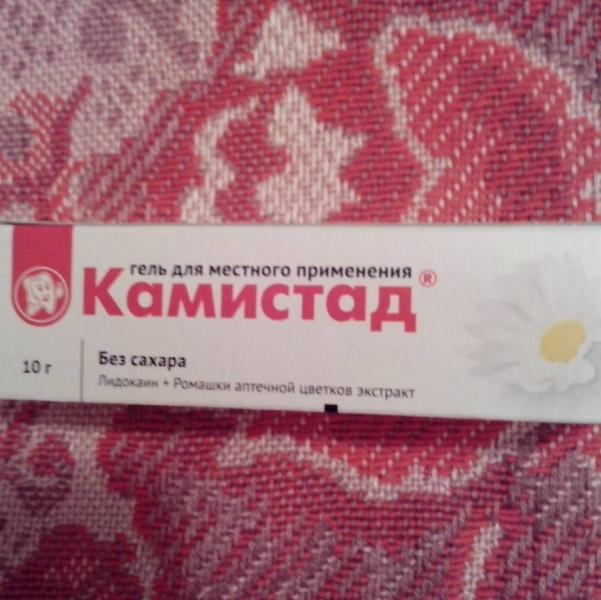 гель для местного применения
Камистад®
Без сахара
10 г
Лидокаин + Ромашки аптечной цветков экстракт